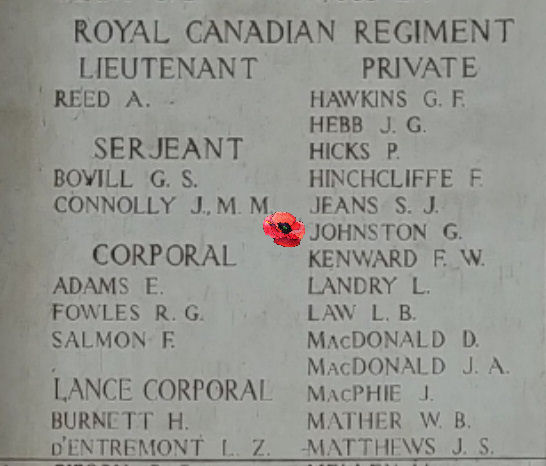 ROYAL CANADIAN REGIMENT
LIEUTENANT
REED A.
SERJEANT
BOVILL G. S.
CONNOLLY J., M. M.
CORPORAL
ADAMS E.
FOWLES R. G.
SALMON F.
LANCE CORPORAL
BURNETT H.
D'ENTREMONT L. Z.
PRIVATE
HAWKINS G. F.
HEBB J. G.
HICKS P.
HINCHCLIFFE F.
JEANS S. J.
JOHNSTON G.
KENWARD F. W.
LANDRY L.
LAW L. B.
MACDONALD D.
MACDONALD J. A.
MACPHIE J.
MATHER W. B.
MATTHEWS J. S.